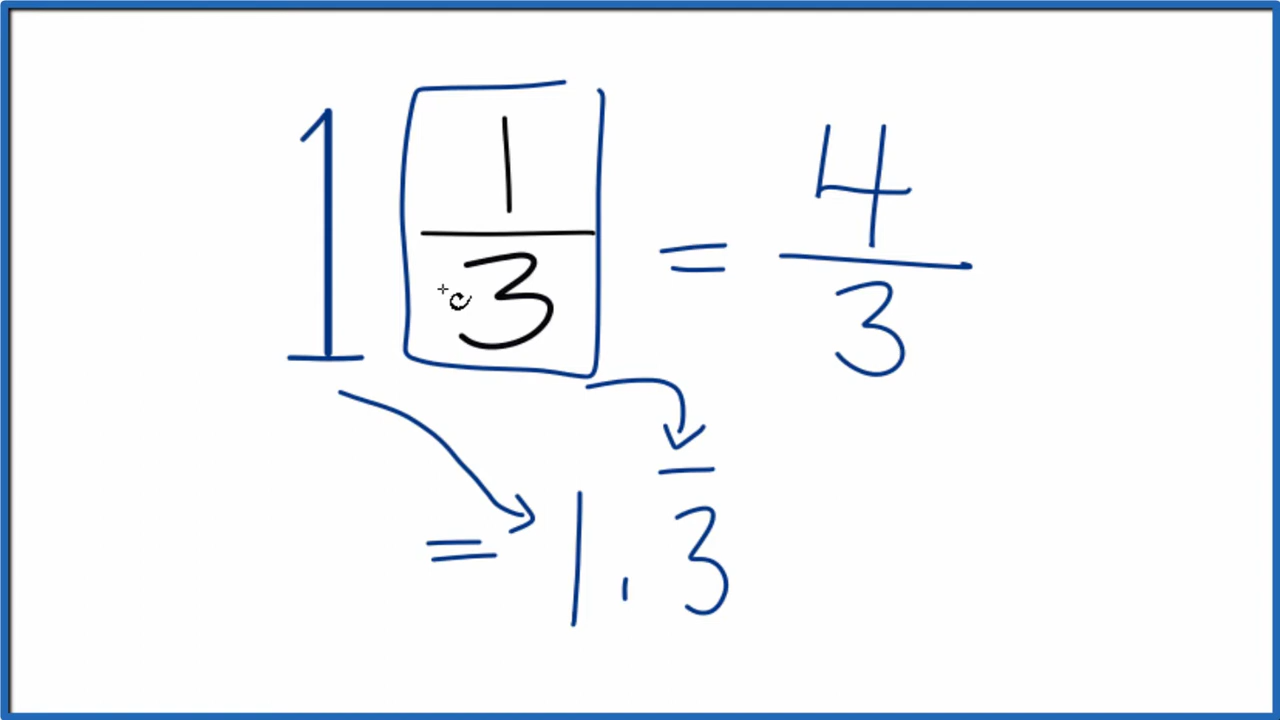 1 1/3 = 4/3
= 1.3̅